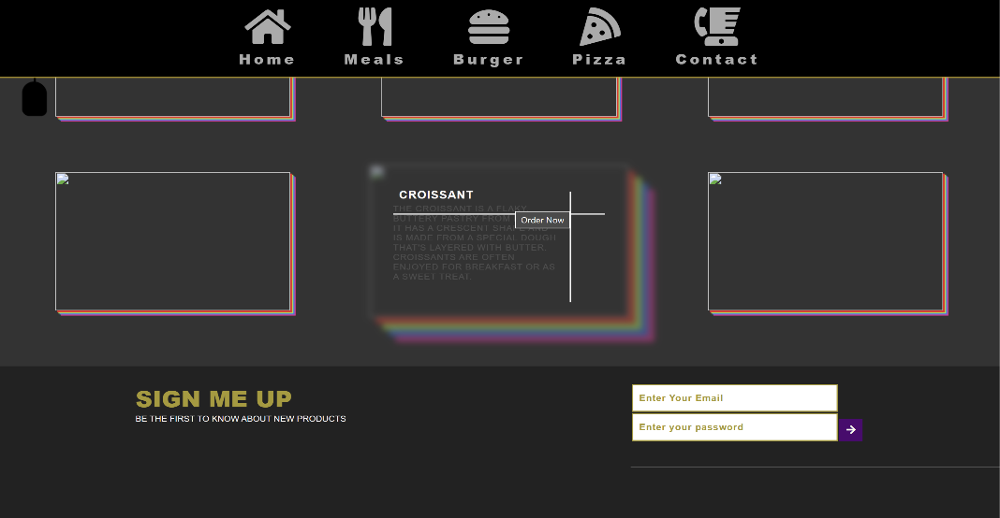 Home Meals Burger Pizza Contact
CROISSANT
THE CROISSANT IS A FLAKY,
BUTTERY PASTRY FROM
Order Now
IT HAS A CRESCENT SHAPE AND
IS MADE FROM A SPECIAL DOUGH
THAT'S LAYERED WITH BUTTER.
CROISSANTS ARE OFTEN
ENJOYED FOR BREAKFAST OR AS
A SWEET TREAT.
SIGN ME UP
BE THE FIRST TO KNOW ABOUT NEW PRODUCTS
Enter Your Email
Enter your password